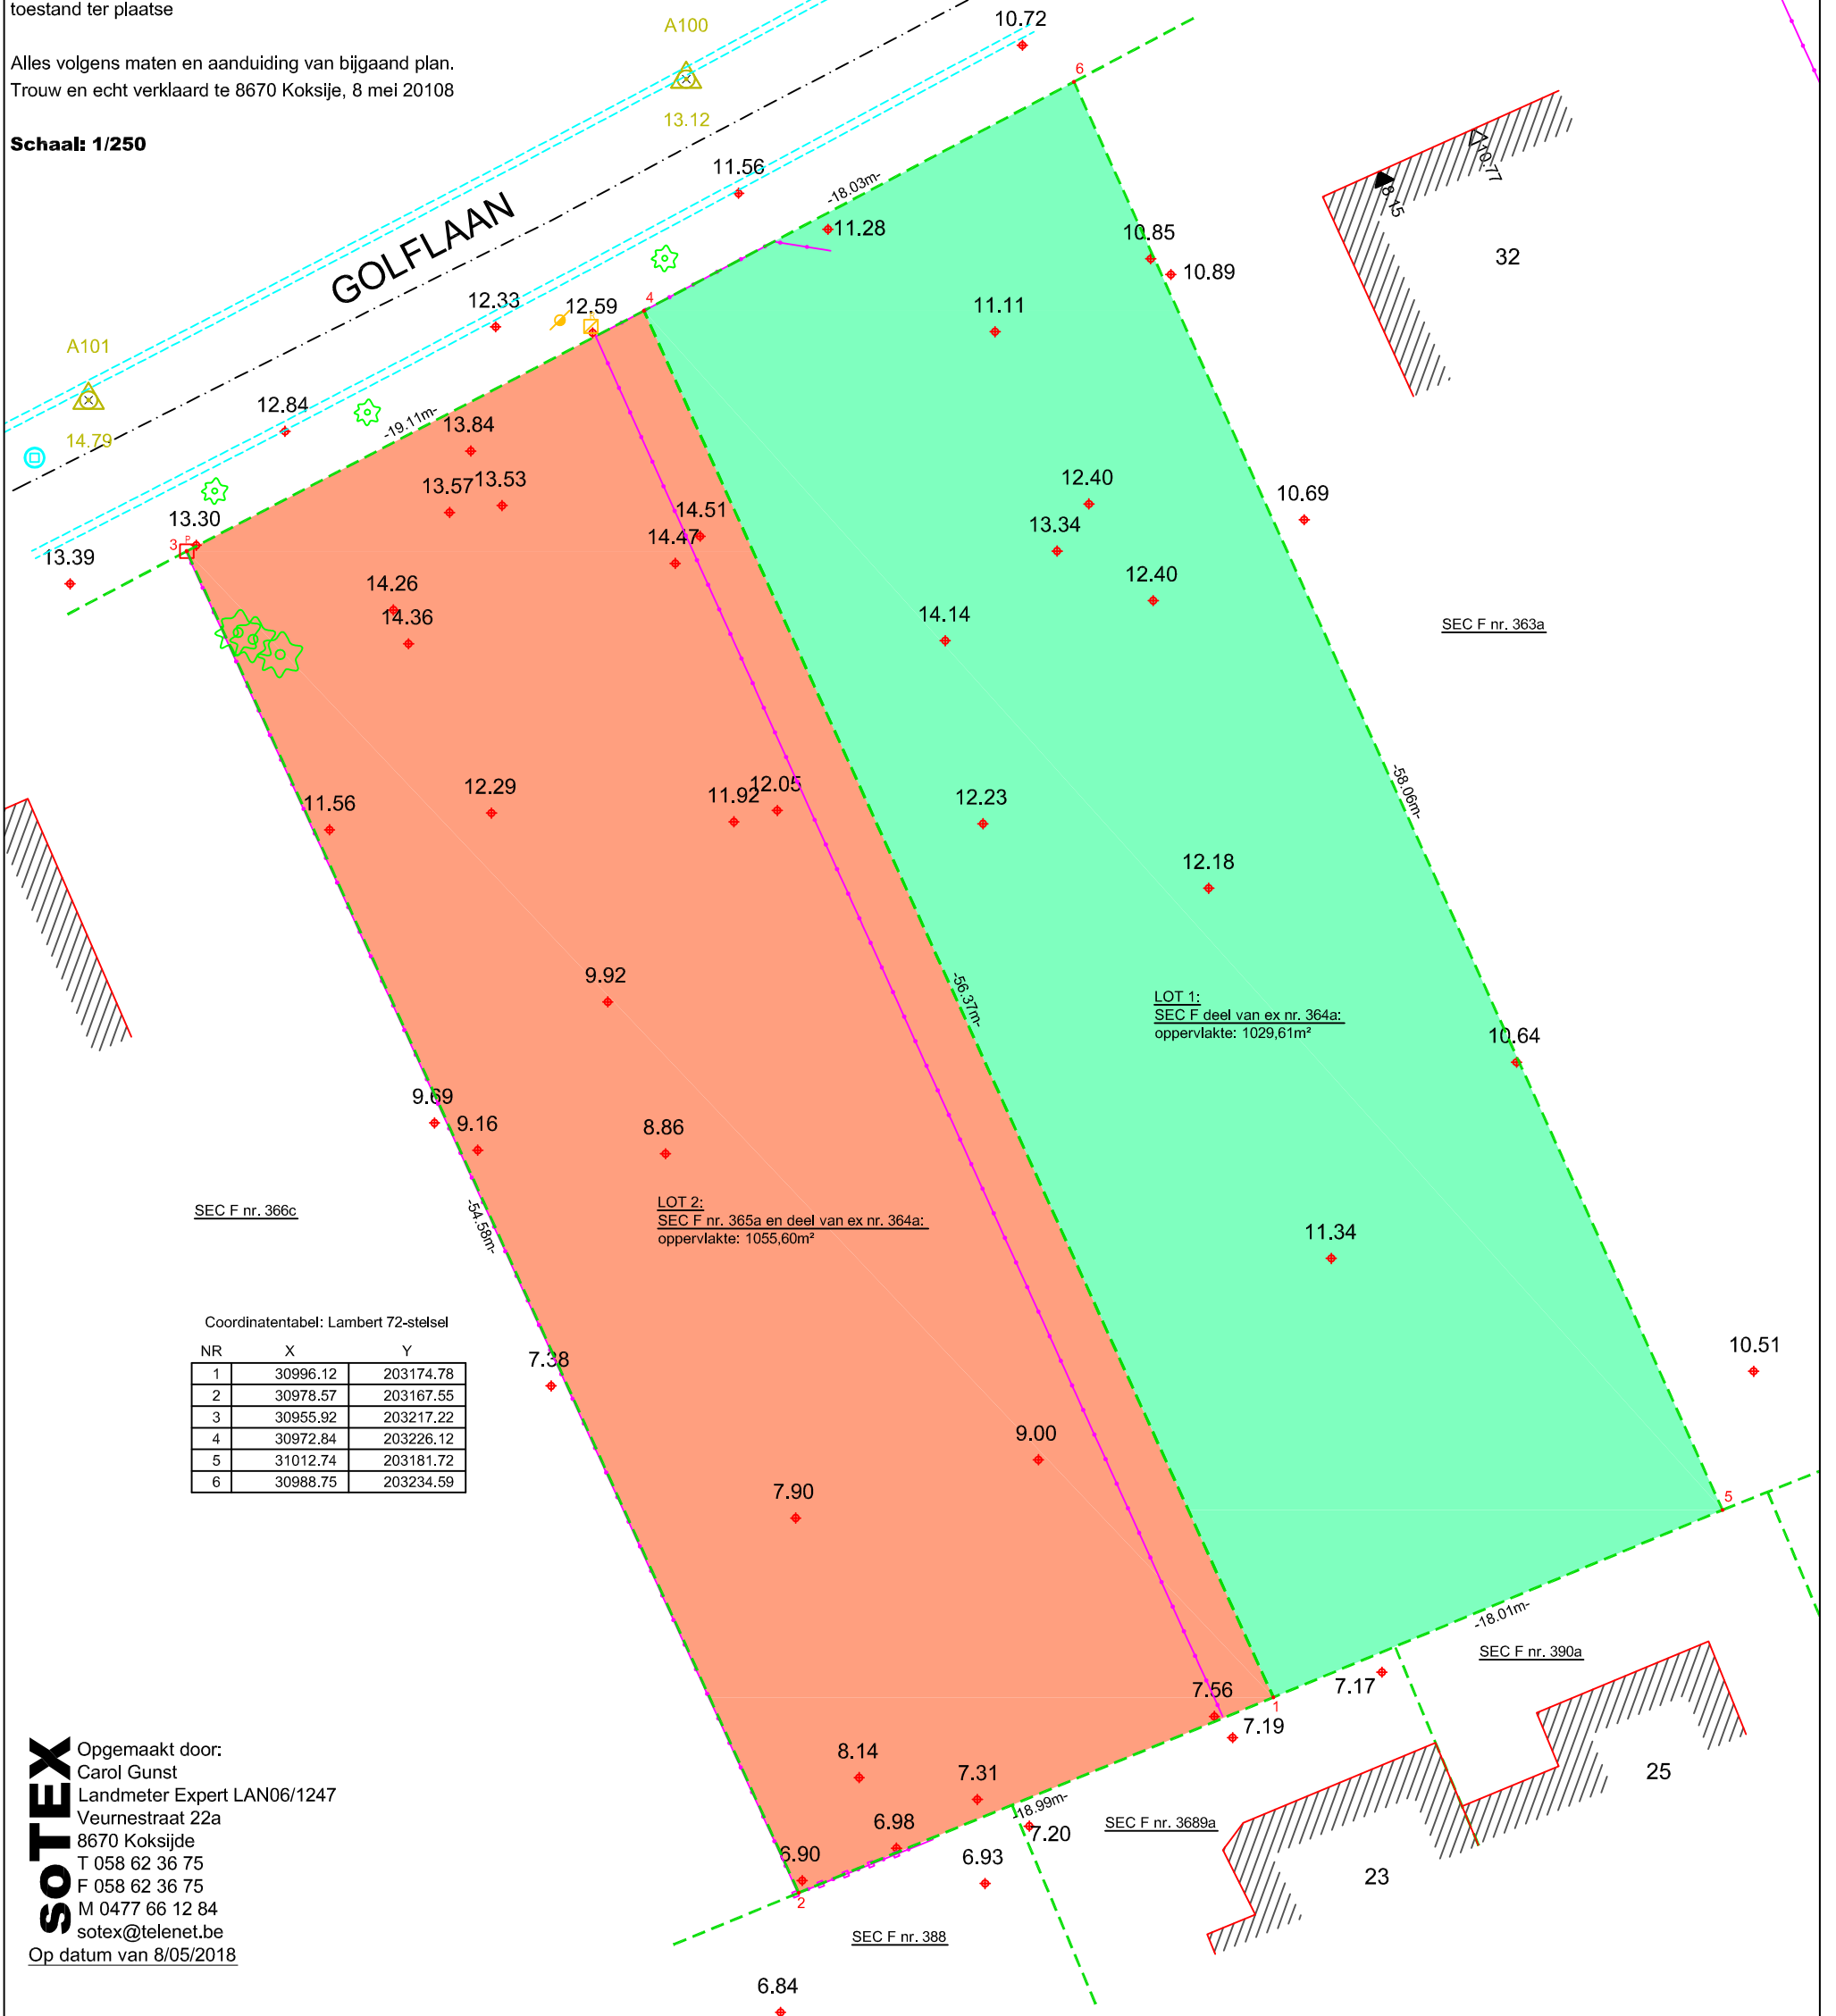 toestand ter plaatse
Alles volgens maten en aanduiding van bijgaand plan.
Trouw en echt verklaard te 8670 Koksije, 8 mei 20108
Schaal: 1/250
A100
13.12
10.72
6
11.56
-18.03m-
11.28
GOLFLAAN
10.77
8.15
32
10.85
10.89
12.33
12.59
4
11.11
A101
14.79
12.84
-19.11m-
13.84
13.57
13.53
12.40
10.69
14.51
13.34
13.30
P
3
13.39
14.47
14.26
14.36
12.40
14.14
SEC F nr. 363a
-58.06m-
11.56
12.29
11.92
12.05
12.23
12.18
9.92
-56.37m-
LOT 1:
SEC F deel van ex nr. 364a:
oppervlakte: 1029,61m²
10.64
9.69
9.16
8.86
SEC F nr. 366c
-54.58m-
LOT 2:
SEC F nr. 365a en deel van ex nr. 364a:
oppervlakte: 1055,60m²
11.34
Coordinatentabel: Lambert 72-stelsel
NR X Y
1 30996.12 203174.78
2 30978.57 203167.55
3 30955.92 203217.22
4 30972.84 203226.12
5 31012.74 203181.72
6 30988.75 203234.59
7.38
10.51
9.00
7.90
5
-18.01m-
SEC F nr. 390a
7.17
7.56
1
7.19
8.14
7.31
-18.99m-
7.20
SEC F nr. 3689a
25
6.98
6.90
6.93
23
2
SEC F nr. 388
6.84
SOTEX
Opgemaakt door:
Carol Gunst
Landmeter Expert LAN06/1247
Veurnestraat 22a
8670 Koksijde
T 058 62 36 75
F 058 62 36 75
M 0477 66 12 84
sotex@telenet.be
Op datum van 8/05/2018